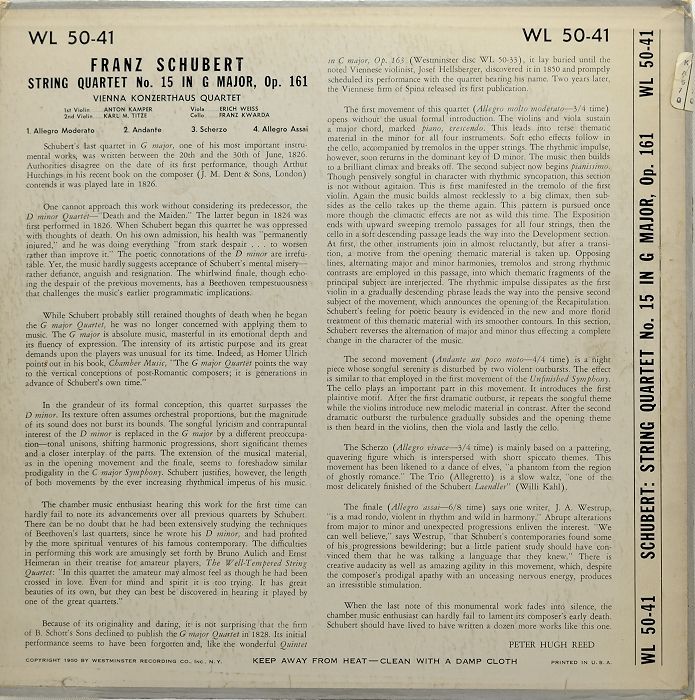 WL 50-41
FRANZ SCHUBERT
STRING QUARTET No. 15 IN G MAJOR, Op. 161
VIENNA KONZERTHAUS QUARTET
1st Violin ANTON KAMPER Viola ERICH WEISS
2nd Violin KARL M. TITZE Cello FRANZ KWARDA
1. Allegro Moderato 2. Andante 3. Scherzo 4. Allegro Assai
Schubert's last quartet in G major, one of his most important instru-
mental works, was written between the 20th and the 30th of June, 1826.
Authorities disagree on the date of its first performance, though Arthur
Hutchings in his recent book on the composer (J. M. Dent & Sons, London)
contends it was played late in 1826.
One cannot approach this work without considering its predecessor, the
D minor Quartet—"Death and the Maiden." The latter begun in 1824 was
first performed in 1826. When Schubert began this quartet he was oppressed
with thoughts of death. On his own admission, his health was "permanently
injured," and he was doing everything "from stark despair . . . to worsen
rather than improve it." The poetic connotations of the D minor are irrefu-
table. Yet, the music hardly suggests acceptance of Schubert's mental misery—
rather defiance, anguish and resignation. The whirlwind finale, though echo-
ing the despair of the previous movements, has a Beethoven tempestuousness
that challenges the music's earlier programmatic implications.
While Schubert probably still retained thoughts of death when he began
the G major Quartet, he was no longer concerned with applying them to
music. The G major is absolute music, masterful in its emotional depth and
its fluency of expression. The intensity of its artistic purpose and its great
demands upon the players was unusual for its time. Indeed, as Homer Ulrich
points out in his book, Chamber Music, "The G major Quartet points the way
to the vertical conceptions of post-Romantic composers; it is generations in
advance of Schubert's own time."
In the grandeur of its formal conception, this quartet surpasses the
D minor. Its texture often assumes orchestral proportions, but the magnitude
of its sound does not burst its bounds. The songful lyricism and contrapuntal
interest of the D minor is replaced in the G major by a different preoccupa-
tion—tonal unisons, shifting harmonic progressions, short significant themes
and a closer interplay of the parts. The extension of the musical material,
as in the opening movement and the finale, seems to foreshadow similar
prodigality in the C major Symphony. Schubert justifies, however, the length
of both movements by the ever increasing rhythmical impetus of his music.
The chamber music enthusiast hearing this work for the first time can
hardly fail to note its advancements over all previous quartets by Schubert.
There can be no doubt that he had been extensively studying the techniques
of Beethoven's last quartets, since he wrote his D minor, and had profited
by the more spiritual ventures of his famous contemporary. The difficulties
in performing this work are amusingly set forth by Bruno Aulich and Ernst
Heimeran in their treatise for amateur players, The Well-Tempered String
Quartet: "In this quartet the amateur may almost feel as though he had been
crossed in love. Even for mind and spirit it is too trying. It has great
beauties of its own, but they can best be discovered in hearing it played by
one of the great quartets."
Because of its originality and daring, it is not surprising that the firm
of B. Schott's Sons declined to publish the G major Quartet in 1828. Its initial
performance seems to have been forgotten and, like the wonderful Quintet
COPYRIGHT 1950 BY WESTMINSTER RECORDING CO., INC., N. Y.
WL 50-41
in C major, Op. 163 (Westminster disc WL 50-33), it lay buried until the
noted Viennese violinist, Josef Hellsberger, discovered it in 1850 and promptly
scheduled its performance with the quartet bearing his name. Two years later,
the Viennese firm of Spina released its first publication.
The first movement of this quartet (Allegro molto moderato—3/4 time)
opens without the usual formal introduction. The violins and viola sustain
a major chord, marked piano, crescendo. This leads into terse thematic
material in the minor for all four instruments. Soft echo effects follow in
the cello, accompanied by tremolos in the upper strings. The rhythmic impulse,
however, soon returns in the dominant key of D minor. The music then builds
to a brilliant climax and breaks off. The second subject now begins pianissimo.
Though pensively songful in character with rhythmic syncopation, this section
is not without agitation. This is first manifested in the tremolo of the first
violin. Again the music builds almost recklessly to a big climax, then sub-
sides as the cello takes up the theme again. This pattern is pursued once
more though the climactic effects are not as wild this time. The Exposition
ends with upward sweeping tremolo passages for all four strings, then the
cello in a soft descending passage leads the way into the Development section.
At first, the other instruments join in almost reluctantly, but after a transi-
tion, a motive from the opening thematic material is taken up. Opposing
lines, alternating major and minor harmonies, tremolos and strong rhythmic
contrasts are employed in this passage, into which thematic fragments of the
principal subject are interjected. The rhythmic impulse dissipates as the first
violin in a gradually descending phrase leads the way into the pensive second
subject of the movement, which announces the opening of the Recapitulation.
Schubert's feeling for poetic beauty is evidenced in the new and more florid
treatment of this thematic material with its smoother contours. In this section,
Schubert reverses the alternation of major and minor thus effecting a complete
change in the character of the music.
The second movement (Andante un poco moto—4/4 time) is a night
piece whose songful serenity is disturbed by two violent outbursts. The effect
is similar to that employed in the first movement of the Unfinished Symphony.
The cello plays an important part in this movement. It introduces the first
plaintive motif. After the first dramatic outburst, it repeats the songful theme
while the violins introduce new melodic material in contrast. After the second
dramatic outburst the turbulence gradually subsides and the opening theme
is then heard in the violins, then the viola and lastly the cello.
The Scherzo (Allegro vivace—3/4 time) is mainly based on a pattering,
quavering figure which is interspersed with short spiccato themes. This
movement has been likened to a dance of elves, "a phantom from the region
of ghostly romance." The Trio (Allegretto) is a slow waltz, "one of the
most delicately finished of the Schubert Laendler" (Willi Kahl).
The finale (Allegro assai—6/8 time) says one writer, J. A. Westrup,
"is a mad rondo, violent in rhythm and wild in harmony." Abrupt alterations
from major to minor and unexpected progressions enliven the interest. "We
can well believe," says Westrup, "that Schubert's contemporaries found some
of his progressions bewildering; but a little patient study should have con-
vinced them that he was talking a language that they knew." There is
creative audacity as well as amazing agility in this movement, which, despite
the composer's prodigal apathy with an unceasing nervous energy, produces
an irresistible stimulation.
When the last note of this monumental work fades into silence, the
chamber music enthusiast can hardly fail to lament its composer's early death.
Schubert should have lived to have written a dozen more works like this one.
PETER HUGH REED
KEEP AWAY FROM HEAT—CLEAN WITH A DAMP CLOTH
PRINTED IN U. S. A.
WL 50-41 SCHUBERT: STRING QUARTET No. 15 IN G MAJOR, Op. 161 WL 50-41